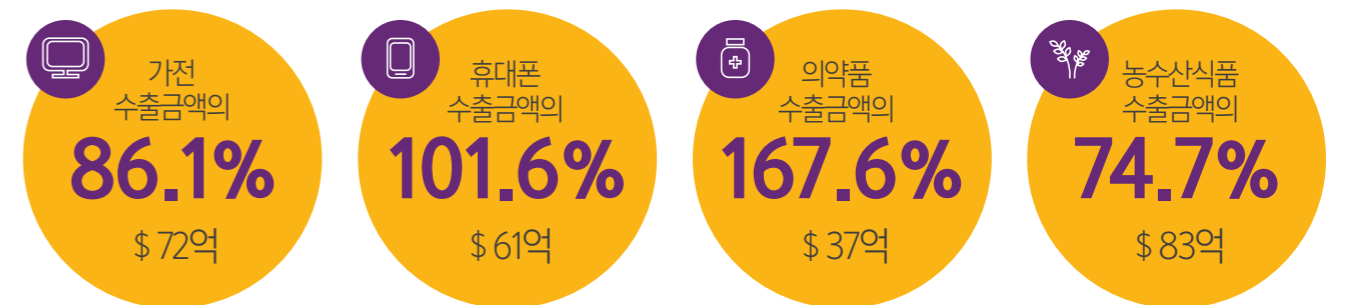 가전
수출금액의
86.1%
$ 72억
휴대폰
수출금액의
101.6%
$ 61억
의약품
수출금액의
167.6%
$ 37억
농수산식품
수출금액의
74.7%
$ 83억